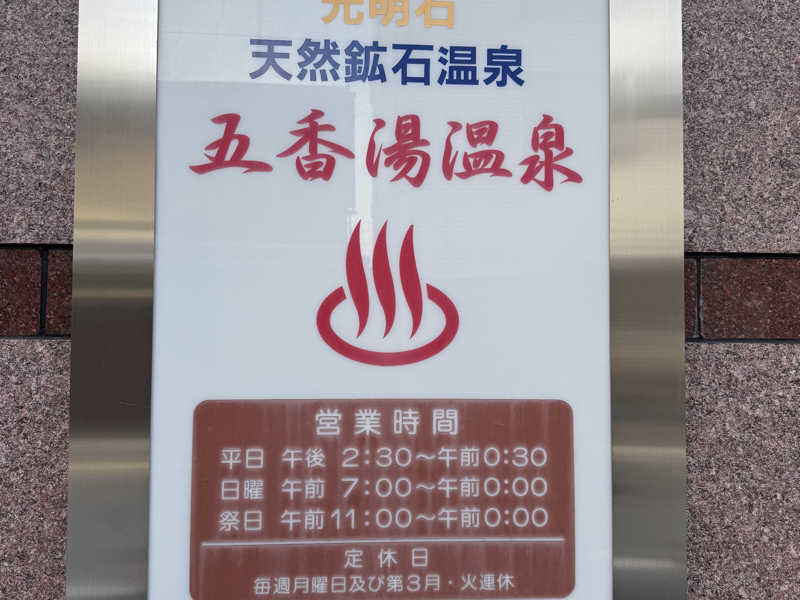 光明石
天然鉱石温泉
五香湯温泉
営業時間
平日 午後 2:30〜午前0:30
日曜 午前 7:00〜午前0:00
祭日 午前11:00〜午前0:00
定休日
毎週月曜日及び第3月・火連休